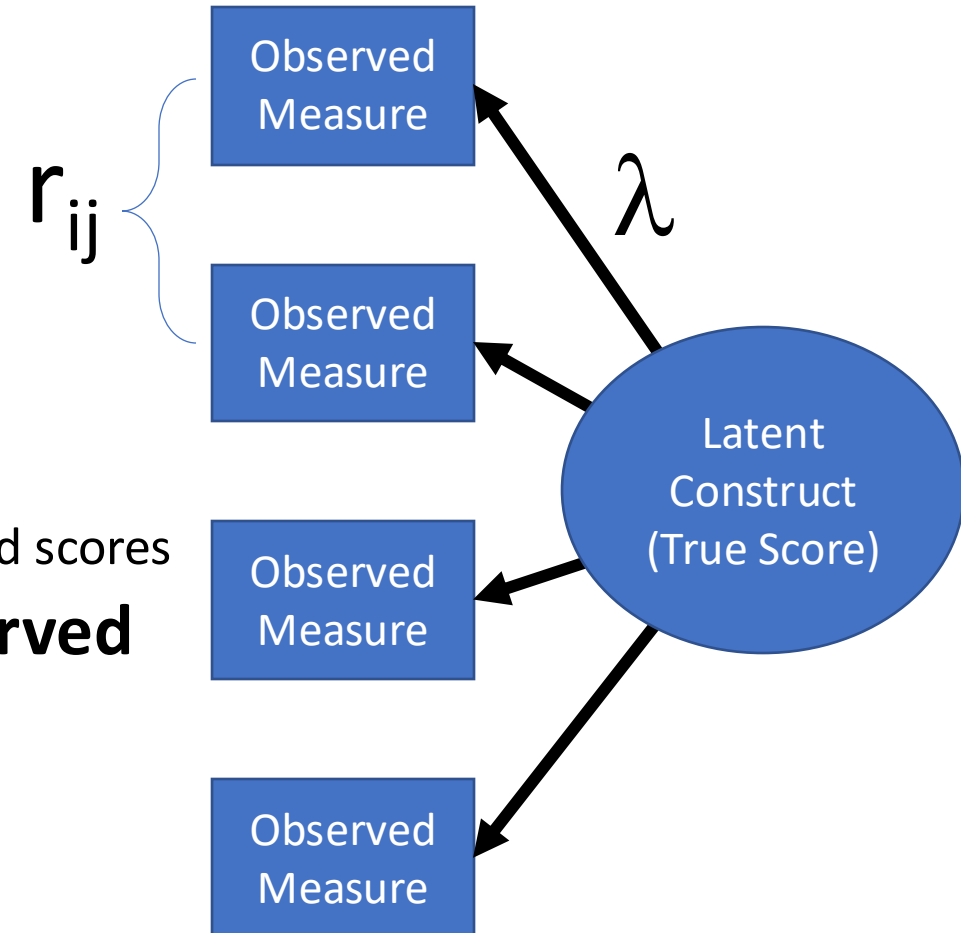 Observed
Measure
λ
r_ij
Observed
Measure
Latent
Construct
(True Score)
d scores
rved
Observed
Measure
Observed
Measure